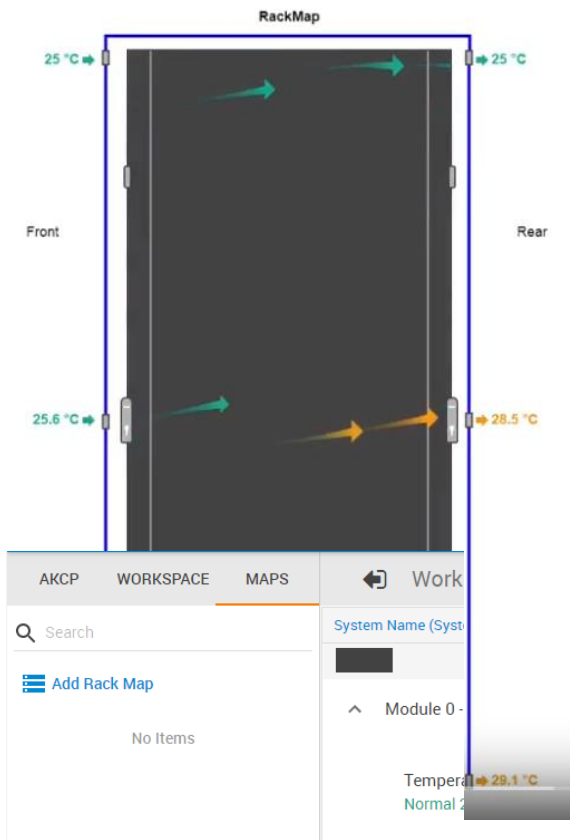 RackMap
25 °C
25 °C
Front
Rear
25.6 °C
28.5 °C
AKCP WORKSPACE MAPS
Work
Search
System Name (Syst
Add Rack Map
No Items
Module 0 -
Tempera
29.1 °C
Normal 2